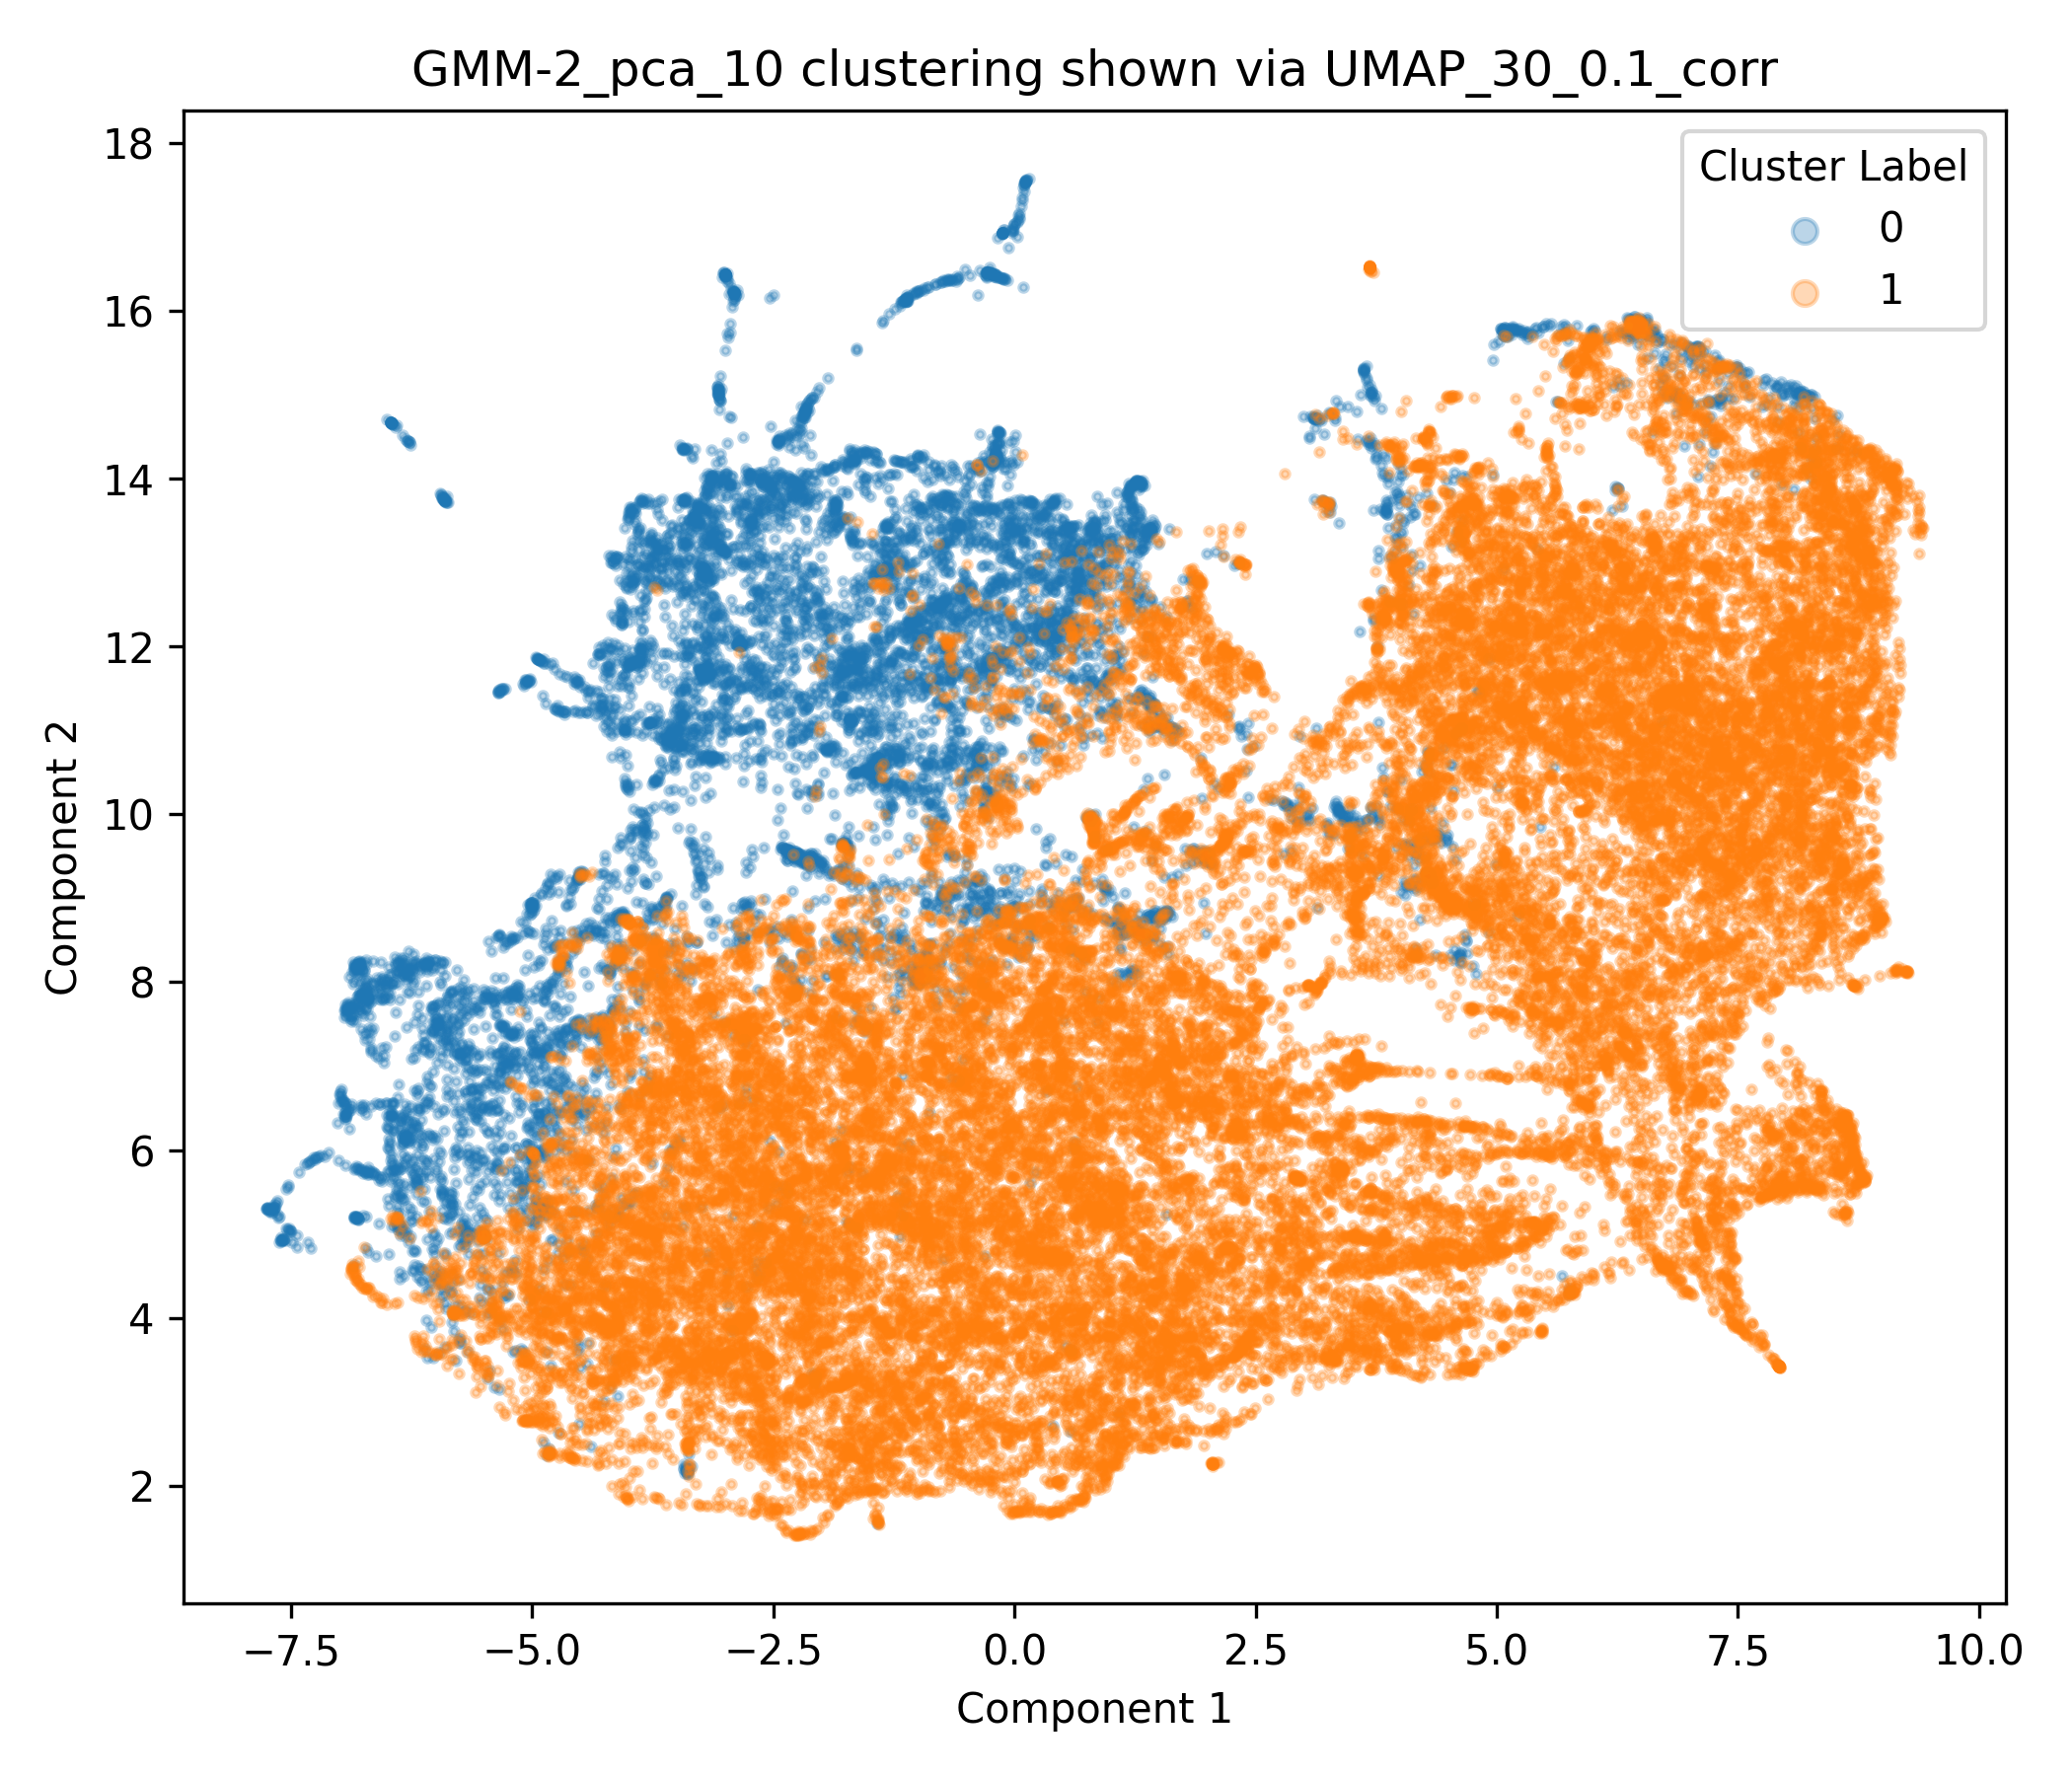 GMM-2_pca_10 clustering shown via UMAP_30_0.1_corr
Cluster Label
0
1
18
16
14
12
10
8
6
4
2
Component 2
−7.5 −5.0 −2.5 0.0 2.5 5.0 7.5 10.0
Component 1